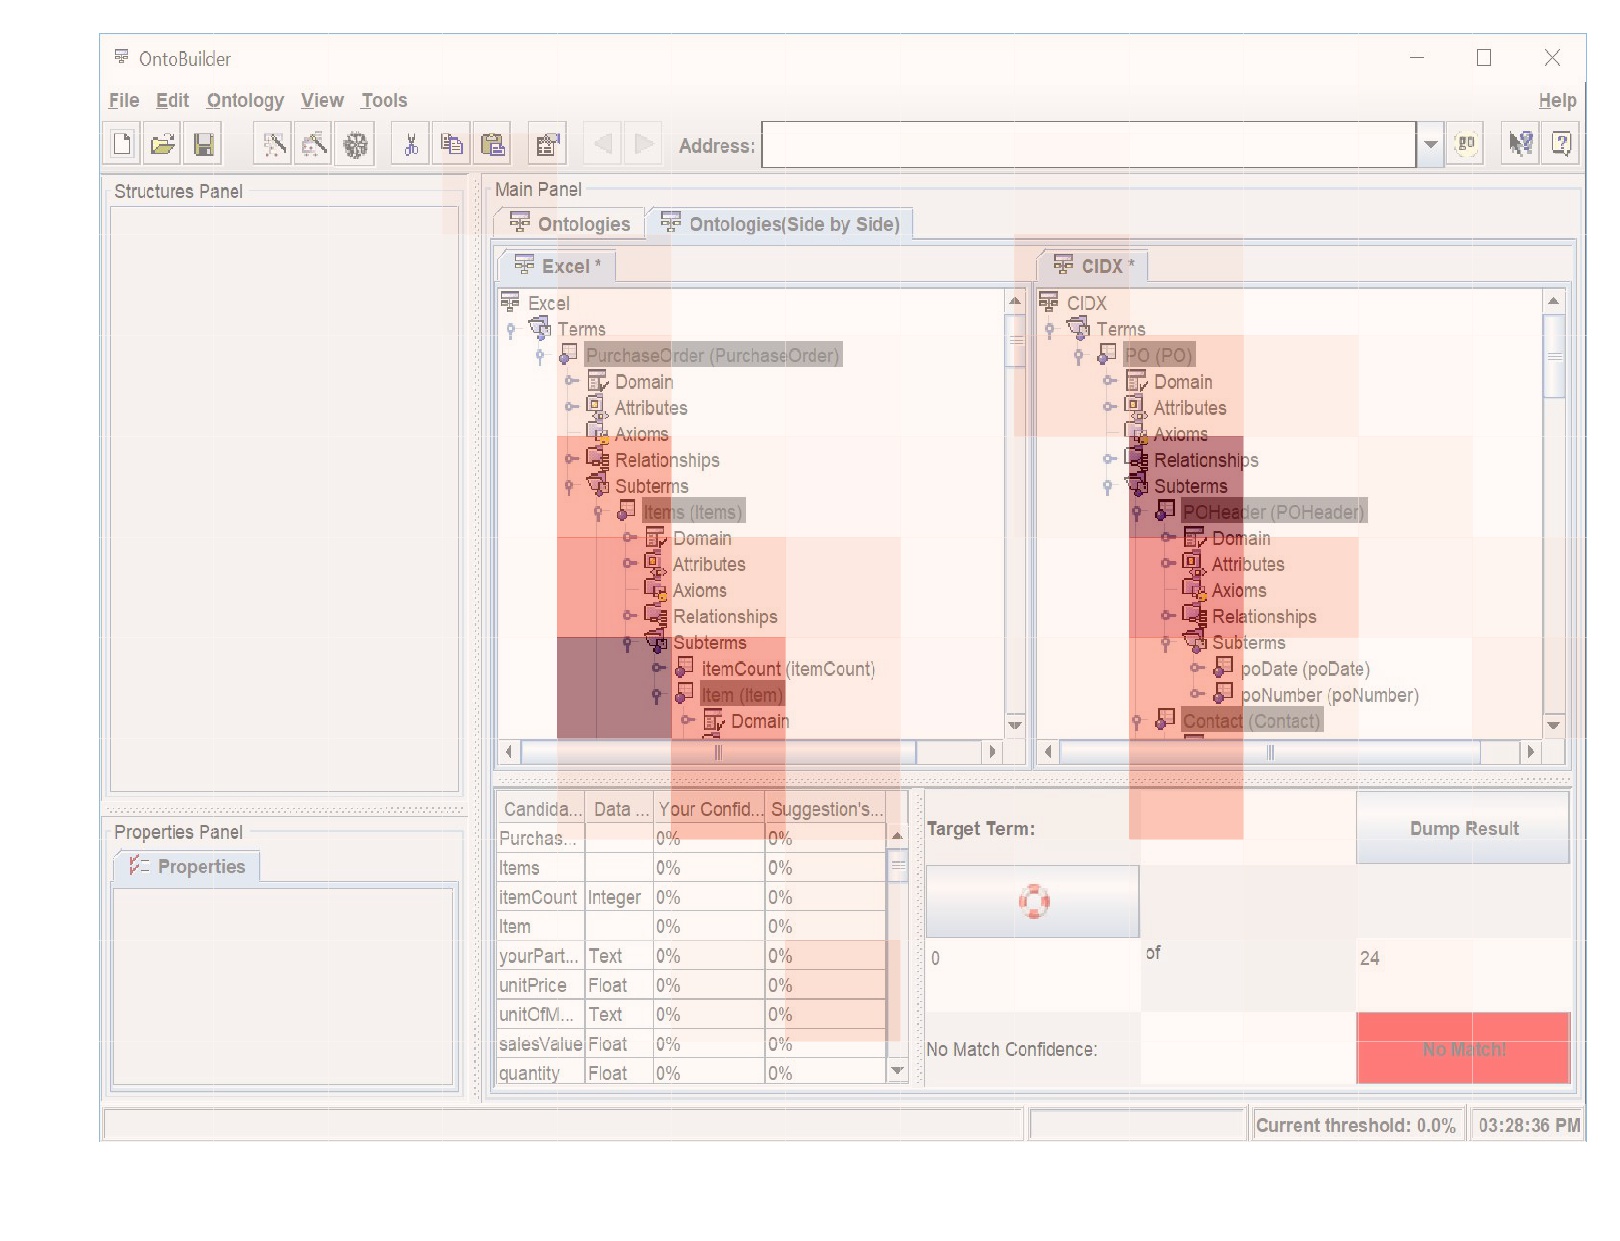 OntoBuilder
File Edit Ontology View Tools Help
Address: go
Structures Panel
Main Panel
Ontologies Ontologies(Side by Side)
Excel * CIDX *
Excel
Terms
PurchaseOrder (PurchaseOrder)
Domain
Attributes
Axioms
Relationships
Subterms
Items (Items)
Domain
Attributes
Axioms
Relationships
Subterms
itemCount (itemCount)
Item (Item)
Domain
CIDX
Terms
PO (PO)
Domain
Attributes
Axioms
Relationships
Subterms
POHeader (POHeader)
Domain
Attributes
Axioms
Relationships
Subterms
poDate (poDate)
poNumber (poNumber)
Contact (Contact)
Properties Panel
Properties
Candida... Data ... Your Confid... Suggestion's...
Purchas... 0% 0%
Items 0% 0%
itemCount Integer 0% 0%
Item 0% 0%
yourPart... Text 0% 0%
unitPrice Float 0% 0%
unitOfM... Text 0% 0%
salesValue Float 0% 0%
quantity Float 0% 0%
Target Term: Dump Result
0 of 24
No Match Confidence: No Match!
Current threshold: 0.0% 03:28:36 PM